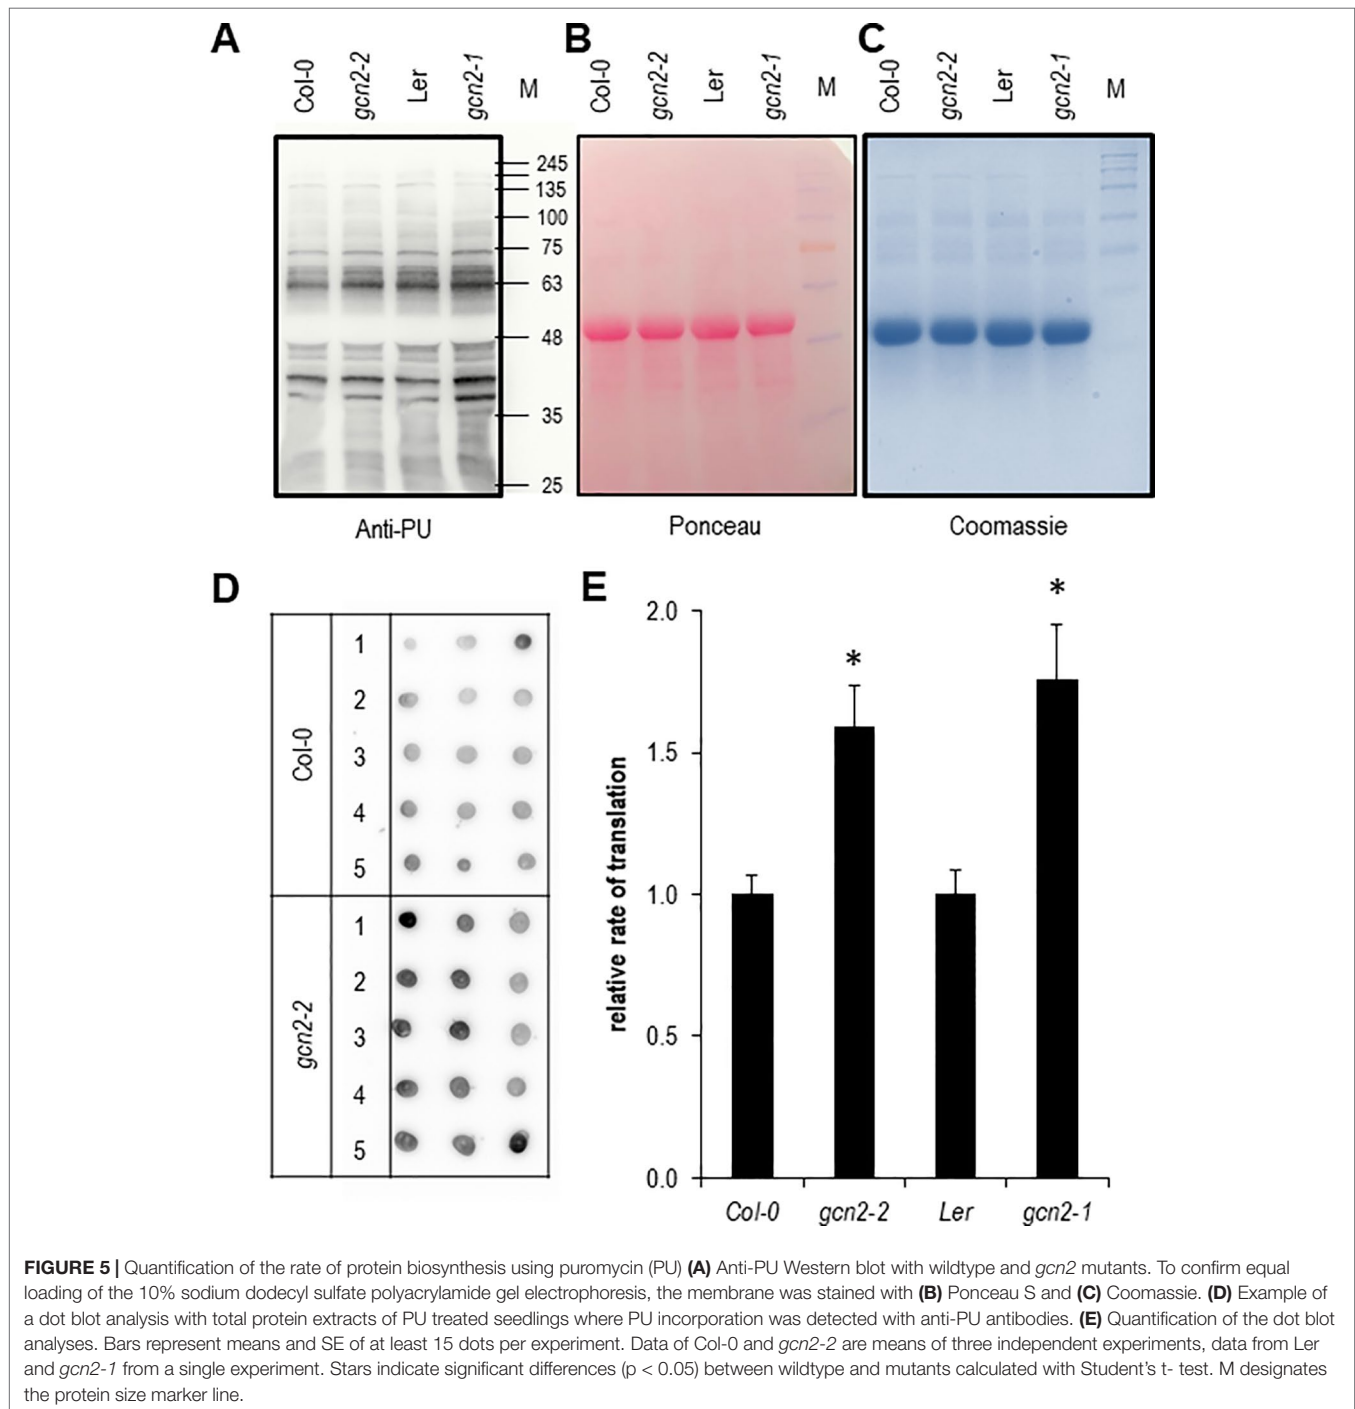 A
Col-0
gcn2-2
Ler
gcn2-1
M
245
135
100
75
63
48
35
25
Anti-PU
B
Col-0
gcn2-2
Ler
gcn2-1
M
Ponceau
C
Col-0
gcn2-2
Ler
gcn2-1
M
Coomassie
D
Col-0
1
2
3
4
5
gcn2-2
1
2
3
4
5
E
relative rate of translation
2.0
1.5
1.0
0.5
0.0
*
*
Col-0
gcn2-2
Ler
gcn2-1
FIGURE 5 | Quantification of the rate of protein biosynthesis using puromycin (PU) (A) Anti-PU Western blot with wildtype and gcn2 mutants. To confirm equal
loading of the 10% sodium dodecyl sulfate polyacrylamide gel electrophoresis, the membrane was stained with (B) Ponceau S and (C) Coomassie. (D) Example of
a dot blot analysis with total protein extracts of PU treated seedlings where PU incorporation was detected with anti-PU antibodies. (E) Quantification of the dot blot
analyses. Bars represent means and SE of at least 15 dots per experiment. Data of Col-0 and gcn2-2 are means of three independent experiments, data from Ler
and gcn2-1 from a single experiment. Stars indicate significant differences (p < 0.05) between wildtype and mutants calculated with Student's t- test. M designates
the protein size marker line.